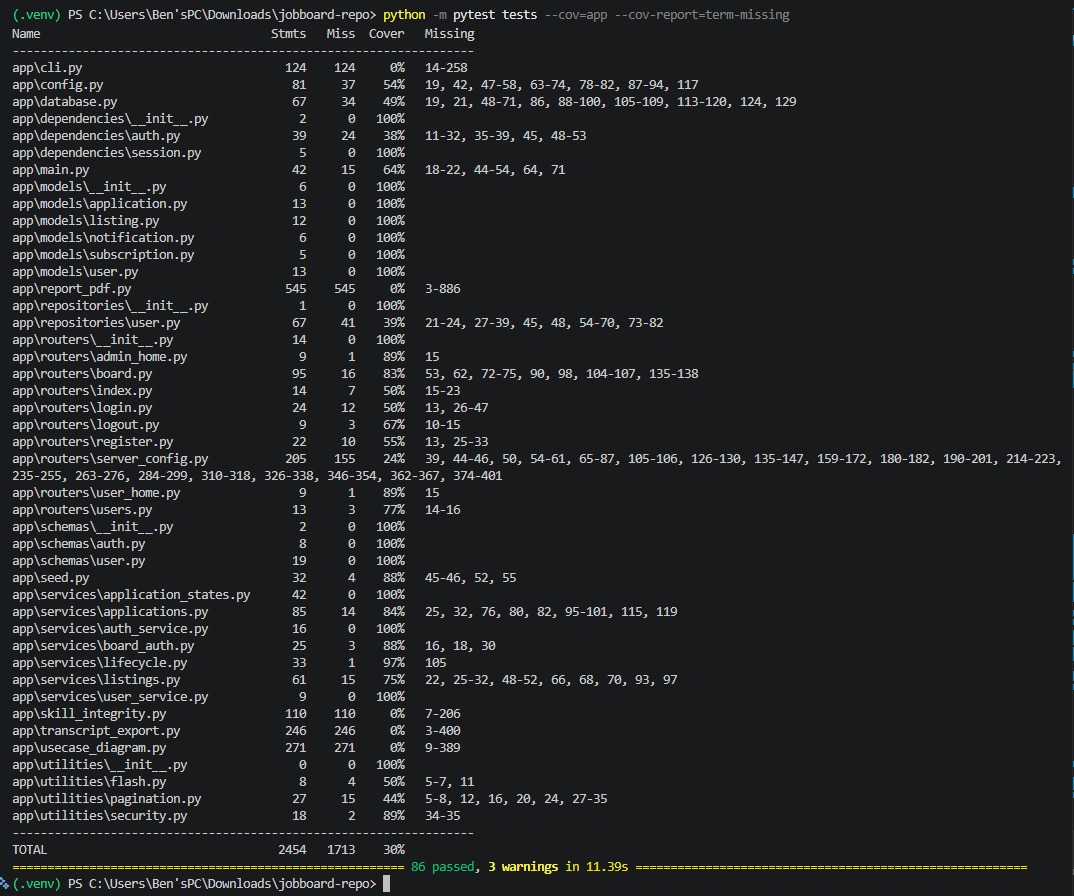 (.venv) PS C:\Users\Ben'sPC\Downloads\jobboard-repo> python -m pytest tests --cov=app --cov-report=term-missing
Name                                Stmts   Miss  Cover   Missing
-----------------------------------------------------------------
app\cli.py                            124    124     0%   14-258
app\config.py                          81     37    54%   19, 42, 47-58, 63-74, 78-82, 87-94, 117
app\database.py                        67     34    49%   19, 21, 48-71, 86, 88-100, 105-109, 113-120, 124, 129
app\dependencies\__init__.py            2      0   100%
app\dependencies\auth.py               39     24    38%   11-32, 35-39, 45, 48-53
app\dependencies\session.py             5      0   100%
app\main.py                            42     15    64%   18-22, 44-54, 64, 71
app\models\__init__.py                  6      0   100%
app\models\application.py              13      0   100%
app\models\listing.py                  12      0   100%
app\models\notification.py              6      0   100%
app\models\subscription.py              5      0   100%
app\models\user.py                     13      0   100%
app\report_pdf.py                     545    545     0%   3-886
app\repositories\__init__.py            1      0   100%
app\repositories\user.py               67     41    39%   21-24, 27-39, 45, 48, 54-70, 73-82
app\routers\__init__.py                14      0   100%
app\routers\admin_home.py               9      1    89%   15
app\routers\board.py                   95     16    83%   53, 62, 72-75, 90, 98, 104-107, 135-138
app\routers\index.py                   14      7    50%   15-23
app\routers\login.py                   24     12    50%   13, 26-47
app\routers\logout.py                   9      3    67%   10-15
app\routers\register.py                22     10    55%   13, 25-33
app\routers\server_config.py          205    155    24%   39, 44-46, 50, 54-61, 65-87, 105-106, 126-130, 135-147, 159-172, 180-182, 190-201, 214-223,
235-255, 263-276, 284-299, 310-318, 326-338, 346-354, 362-367, 374-401
app\routers\user_home.py                9      1    89%   15
app\routers\users.py                   13      3    77%   14-16
app\schemas\__init__.py                 2      0   100%
app\schemas\auth.py                     8      0   100%
app\schemas\user.py                    19      0   100%
app\seed.py                            32      4    88%   45-46, 52, 55
app\services\application_states.py     42      0   100%
app\services\applications.py           85     14    84%   25, 32, 76, 80, 82, 95-101, 115, 119
app\services\auth_service.py           16      0   100%
app\services\board_auth.py             25      3    88%   16, 18, 30
app\services\lifecycle.py              33      1    97%   105
app\services\listings.py               61     15    75%   22, 25-32, 48-52, 66, 68, 70, 93, 97
app\services\user_service.py            9      0   100%
app\skill_integrity.py                110    110     0%   7-206
app\transcript_export.py              246    246     0%   3-400
app\usecase_diagram.py                271    271     0%   9-389
app\utilities\__init__.py               0      0   100%
app\utilities\flash.py                  8      4    50%   5-7, 11
app\utilities\pagination.py            27     15    44%   5-8, 12, 16, 20, 24, 27-35
app\utilities\security.py              18      2    89%   34-35
-----------------------------------------------------------------
TOTAL                                2454   1713    30%
======================================================== 86 passed, 3 warnings in 11.39s ========================================================
(.venv) PS C:\Users\Ben'sPC\Downloads\jobboard-repo>